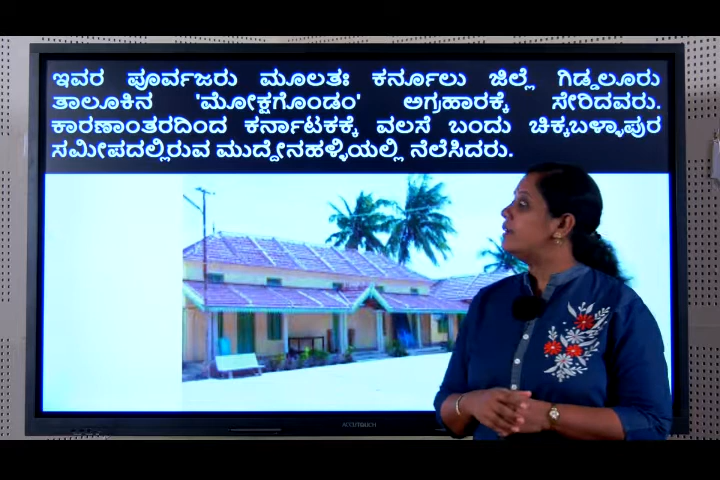 ಇವರ ಪೂರ್ವಜರು ಮೂಲತಃ ಕರ್ನೂಲು ಜಿಲ್ಲೆ ಗಿಡ್ಡಲೂರು
ತಾಲೂಕಿನ 'ಮೋಕ್ಷಗೊಂಡಂ' ಅಗ್ರಹಾರಕ್ಕೆ ಸೇರಿದವರು.
ಕಾರಣಾಂತರದಿಂದ ಕರ್ನಾಟಕಕ್ಕೆ ವಲಸೆ ಬಂದು ಚಿಕ್ಕಬಳ್ಳಾಪುರ
ಸಮೀಪದಲ್ಲಿರುವ ಮುದ್ದೇನಹಳ್ಳಿಯಲ್ಲಿ ನೆಲೆಸಿದರು.
ACCUTOUCH